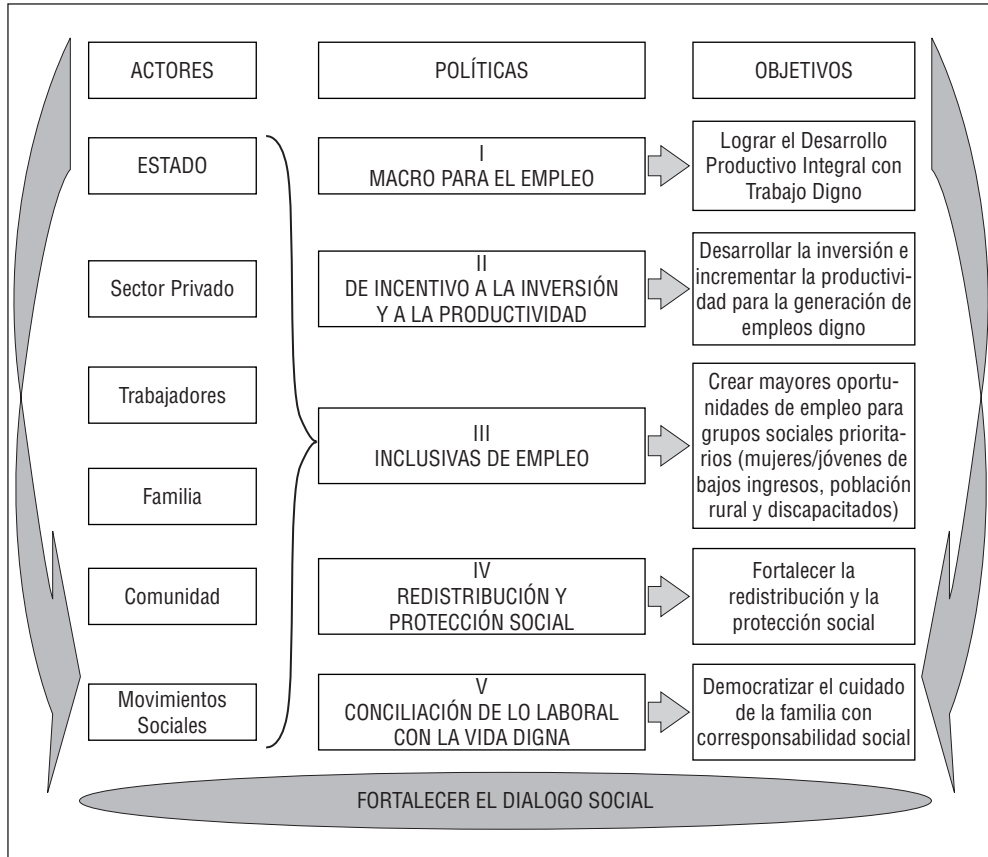 ACTORES
POLÍTICAS
OBJETIVOS
ESTADO
Sector Privado
Trabajadores
Familia
Comunidad
Movimientos
Sociales
I
MACRO PARA EL EMPLEO
Lograr el Desarrollo
Productivo Integral con
Trabajo Digno
II
DE INCENTIVO A LA INVERSIÓN
Y A LA PRODUCTIVIDAD
Desarrollar la inversión e
incrementar la productivi-
dad para la generación de
empleos digno
III
INCLUSIVAS DE EMPLEO
Crear mayores oportu-
nidades de empleo para
grupos sociales priorita-
rios (mujeres/jóvenes de
bajos ingresos, población
rural y discapacitados)
IV
REDISTRIBUCIÓN Y
PROTECCIÓN SOCIAL
Fortalecer la
redistribución y la
protección social
V
CONCILIACIÓN DE LO LABORAL
CON LA VIDA DIGNA
Democratizar el cuidado
de la familia con
corresponsabilidad social
FORTALECER EL DIALOGO SOCIAL